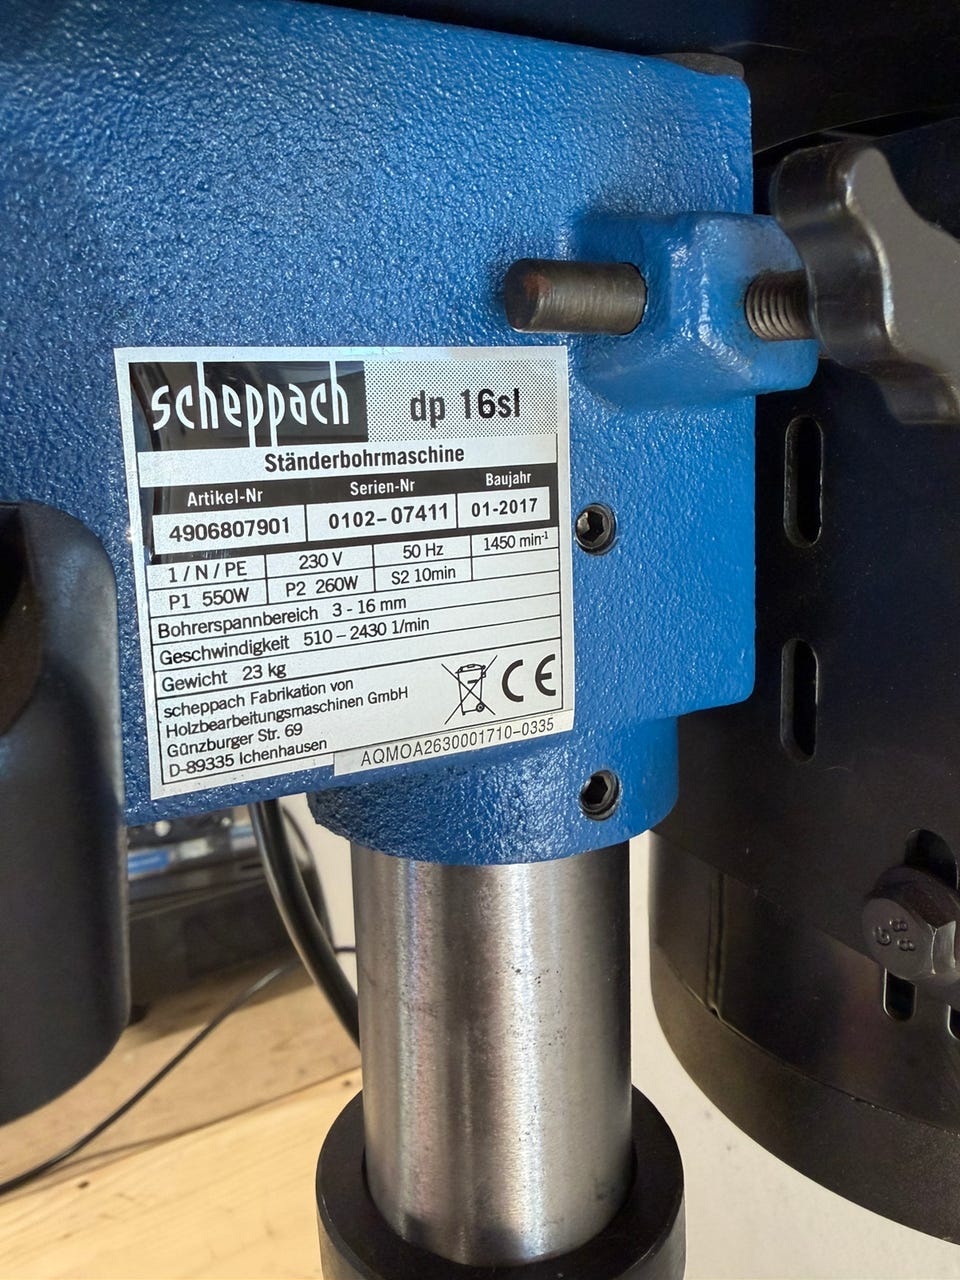 scheppach dp 16sl
Ständerbohrmaschine
Artikel-Nr Serien-Nr Baujahr
4906807901 0102-07411 01-2017
1 / N / PE 230 V 50 Hz 1450 min⁻¹
P1 550W P2 260W S2 10min
Bohrerspannbereich 3 - 16 mm
Geschwindigkeit 510 – 2430 1/min
Gewicht 23 kg
scheppach Fabrikation von
Holzbearbeitungsmaschinen GmbH
Günzburger Str. 69
D-89335 Ichenhausen
CE
AQMOA2630001710-0335
8.8